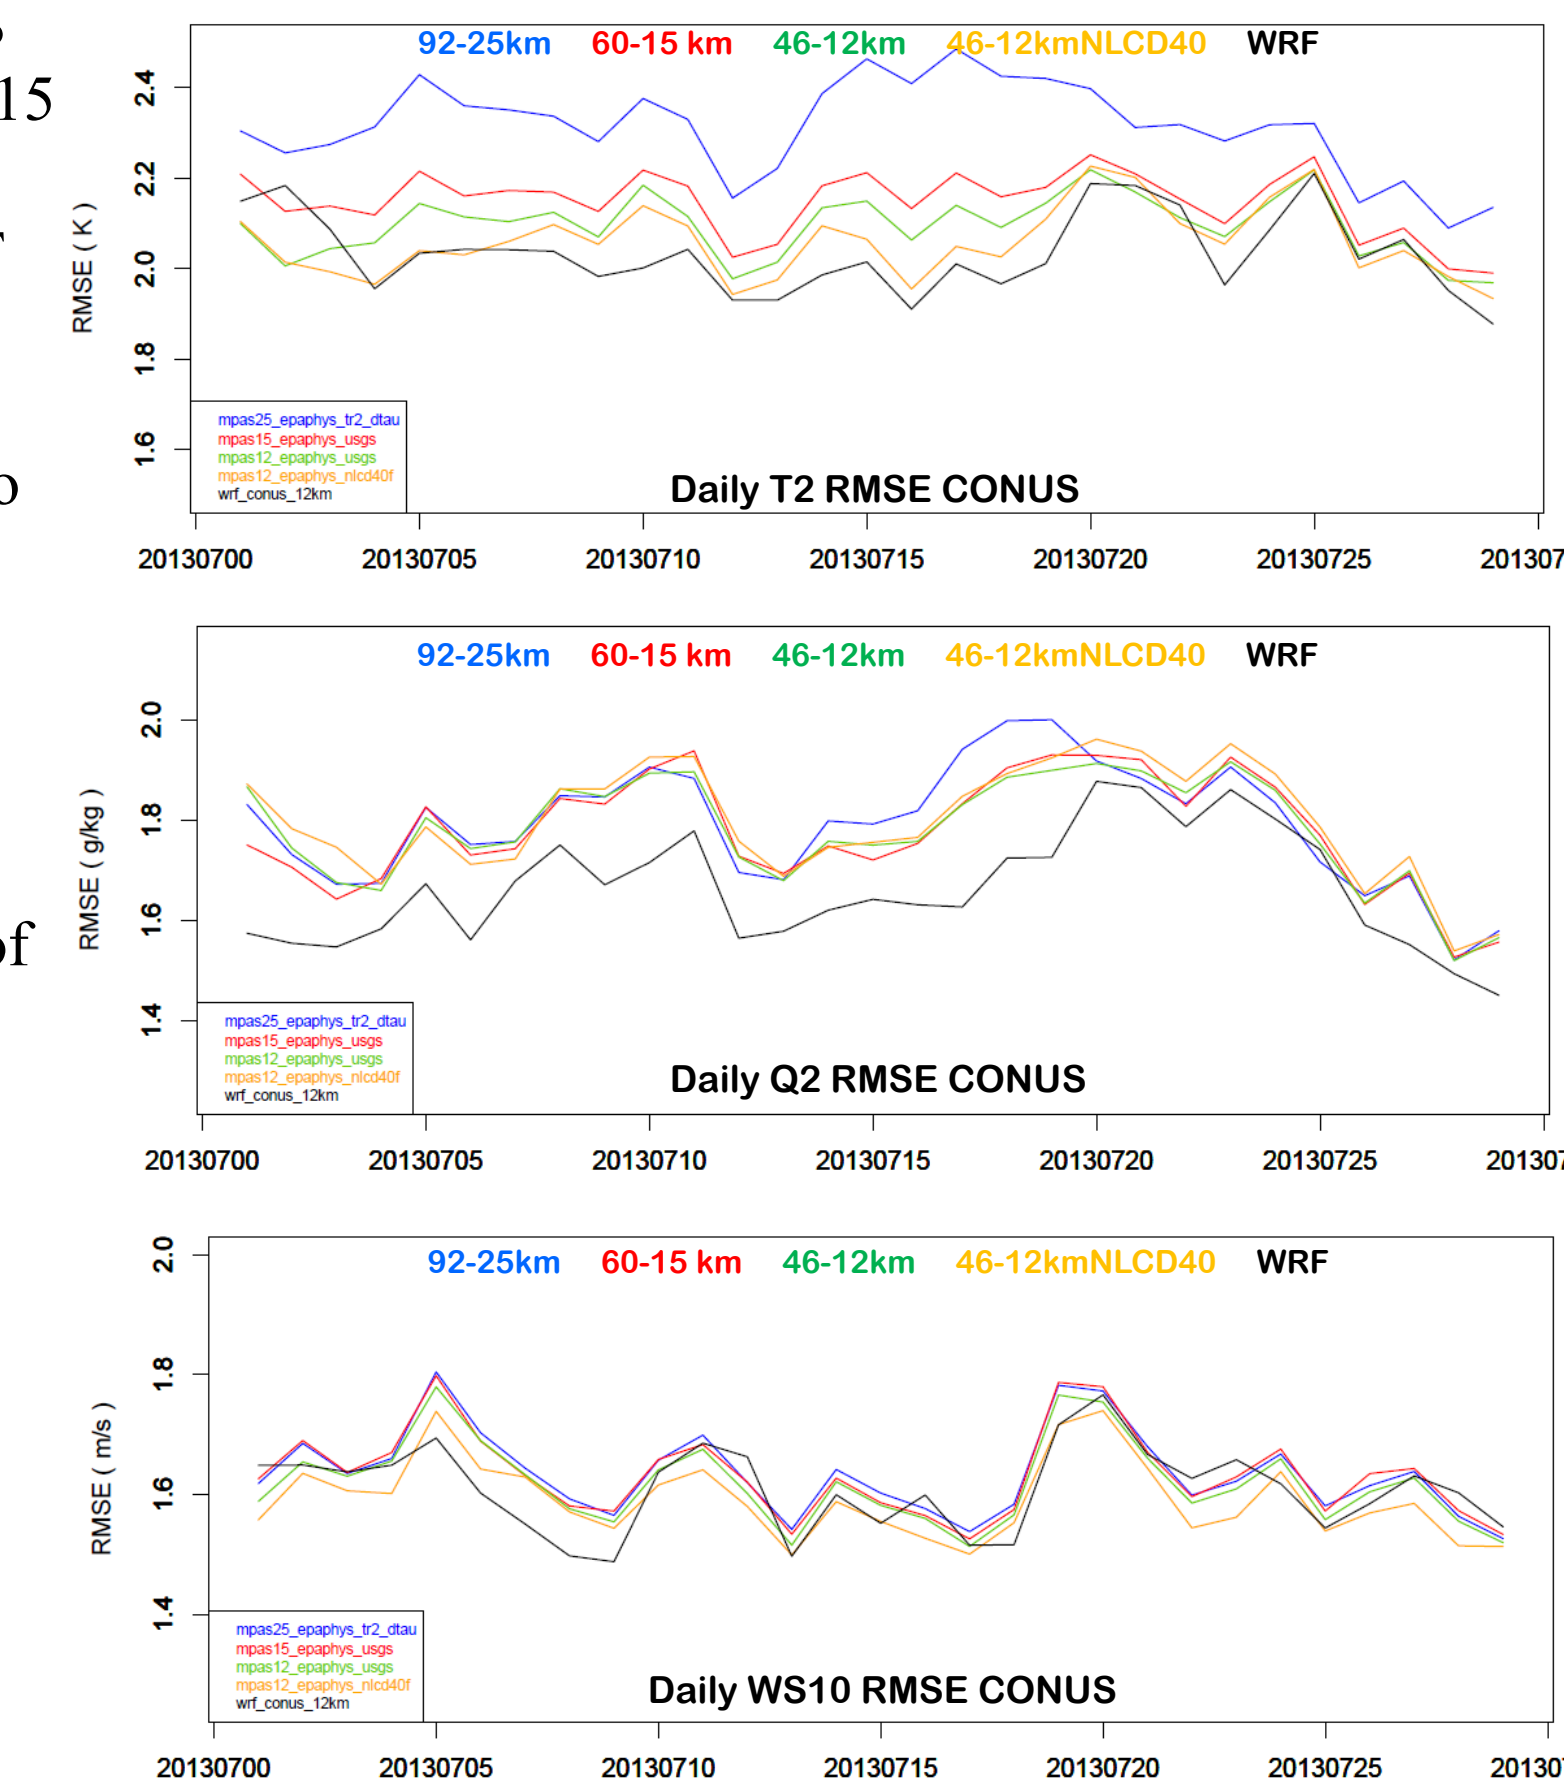 15
of
92-25km 60-15 km 46-12km 46-12kmNLCD40 WRF
RMSE ( K )
2.4
2.2
2.0
1.8
1.6
mpas25_epaphys_tr2_dtau
mpas15_epaphys_usgs
mpas12_epaphys_usgs
mpas12_epaphys_nlcd40f
wrf_conus_12km
Daily T2 RMSE CONUS
20130700 20130705 20130710 20130715 20130720 20130725 201307
92-25km 60-15 km 46-12km 46-12kmNLCD40 WRF
RMSE ( g/kg )
2.0
1.8
1.6
1.4
mpas25_epaphys_tr2_dtau
mpas15_epaphys_usgs
mpas12_epaphys_usgs
mpas12_epaphys_nlcd40f
wrf_conus_12km
Daily Q2 RMSE CONUS
20130700 20130705 20130710 20130715 20130720 20130725 201307
92-25km 60-15 km 46-12km 46-12kmNLCD40 WRF
RMSE ( m/s )
2.0
1.8
1.6
1.4
mpas25_epaphys_tr2_dtau
mpas15_epaphys_usgs
mpas12_epaphys_usgs
mpas12_epaphys_nlcd40f
wrf_conus_12km
Daily WS10 RMSE CONUS
20130700 20130705 20130710 20130715 20130720 20130725 20130